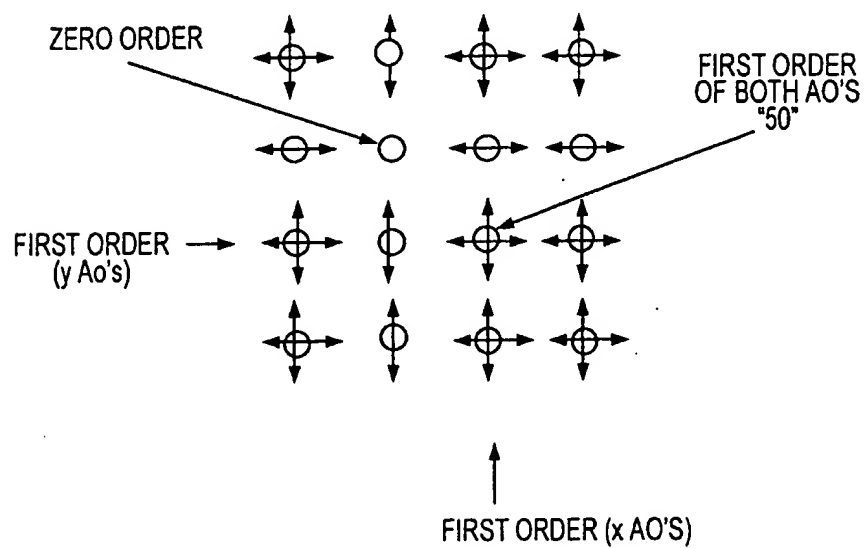 ZERO ORDER
FIRST ORDER
OF BOTH AO'S
"50"
FIRST ORDER
(y Ao's)
FIRST ORDER (x AO'S)